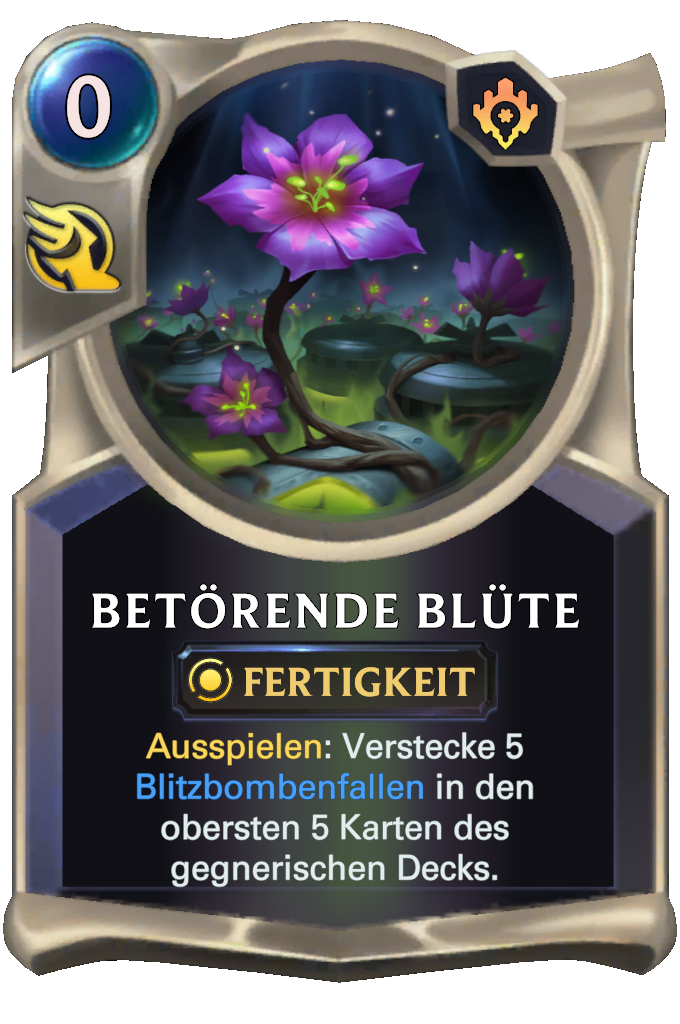 0
BETÖRENDE BLÜTE
FERTIGKEIT
Ausspielen: Verstecke 5
Blitzbombenfallen in den
obersten 5 Karten des
gegnerischen Decks.